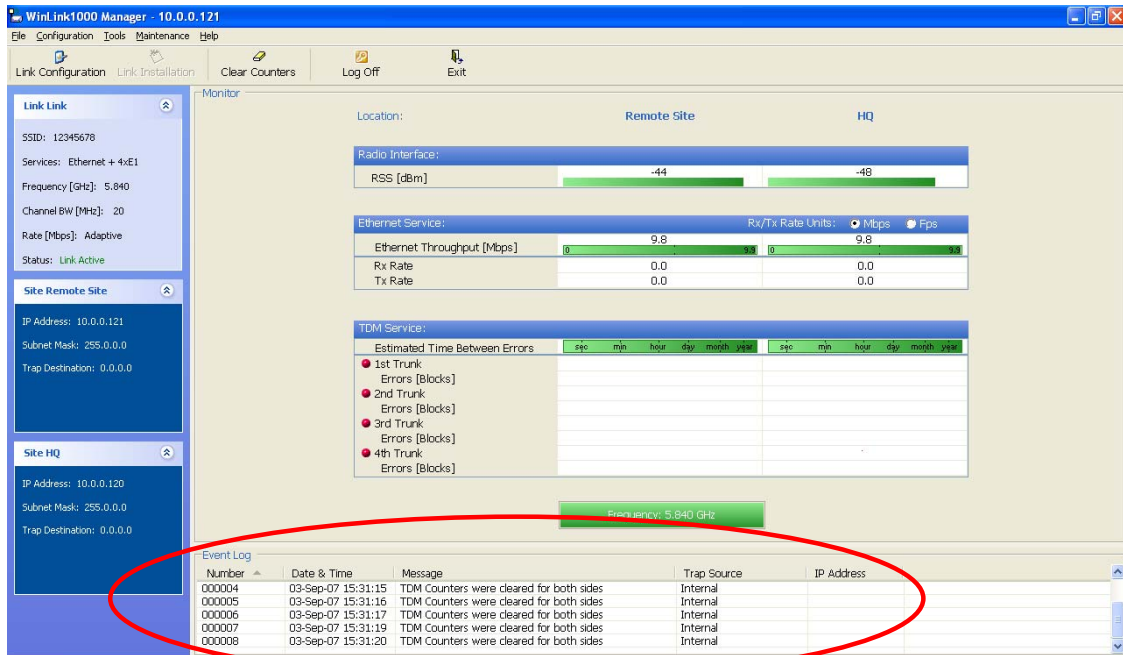 WinLink1000 Manager - 10.0.0.121
File Configuration Tools Maintenance Help
Link Configuration Link Installation Clear Counters Log Off Exit
Link Link
SSID: 12345678
Services: Ethernet + 4xE1
Frequency [GHz]: 5.840
Channel BW [MHz]: 20
Rate [Mbps]: Adaptive
Status: Link Active
Site Remote Site
IP Address: 10.0.0.121
Subnet Mask: 255.0.0.0
Trap Destination: 0.0.0.0
Site HQ
IP Address: 10.0.0.120
Subnet Mask: 255.0.0.0
Trap Destination: 0.0.0.0
Monitor
Location: Remote Site HQ
Radio Interface:
RSS [dBm] -44 -48
Ethernet Service: Rx/Tx Rate Units: Mbps Fps
Ethernet Throughput [Mbps] 9.8 0 9.9 9.8 0 9.9
Rx Rate 0.0 0.0
Tx Rate 0.0 0.0
TDM Service:
Estimated Time Between Errors sec min hour day month year sec min hour day month year
1st Trunk
Errors [Blocks]
2nd Trunk
Errors [Blocks]
3rd Trunk
Errors [Blocks]
4th Trunk
Errors [Blocks]
Frequency: 5.840 GHz
Event Log
Number Date & Time Message Trap Source IP Address
000004 03-Sep-07 15:31:15 TDM Counters were cleared for both sides Internal
000005 03-Sep-07 15:31:16 TDM Counters were cleared for both sides Internal
000006 03-Sep-07 15:31:17 TDM Counters were cleared for both sides Internal
000007 03-Sep-07 15:31:19 TDM Counters were cleared for both sides Internal
000008 03-Sep-07 15:31:20 TDM Counters were cleared for both sides Internal